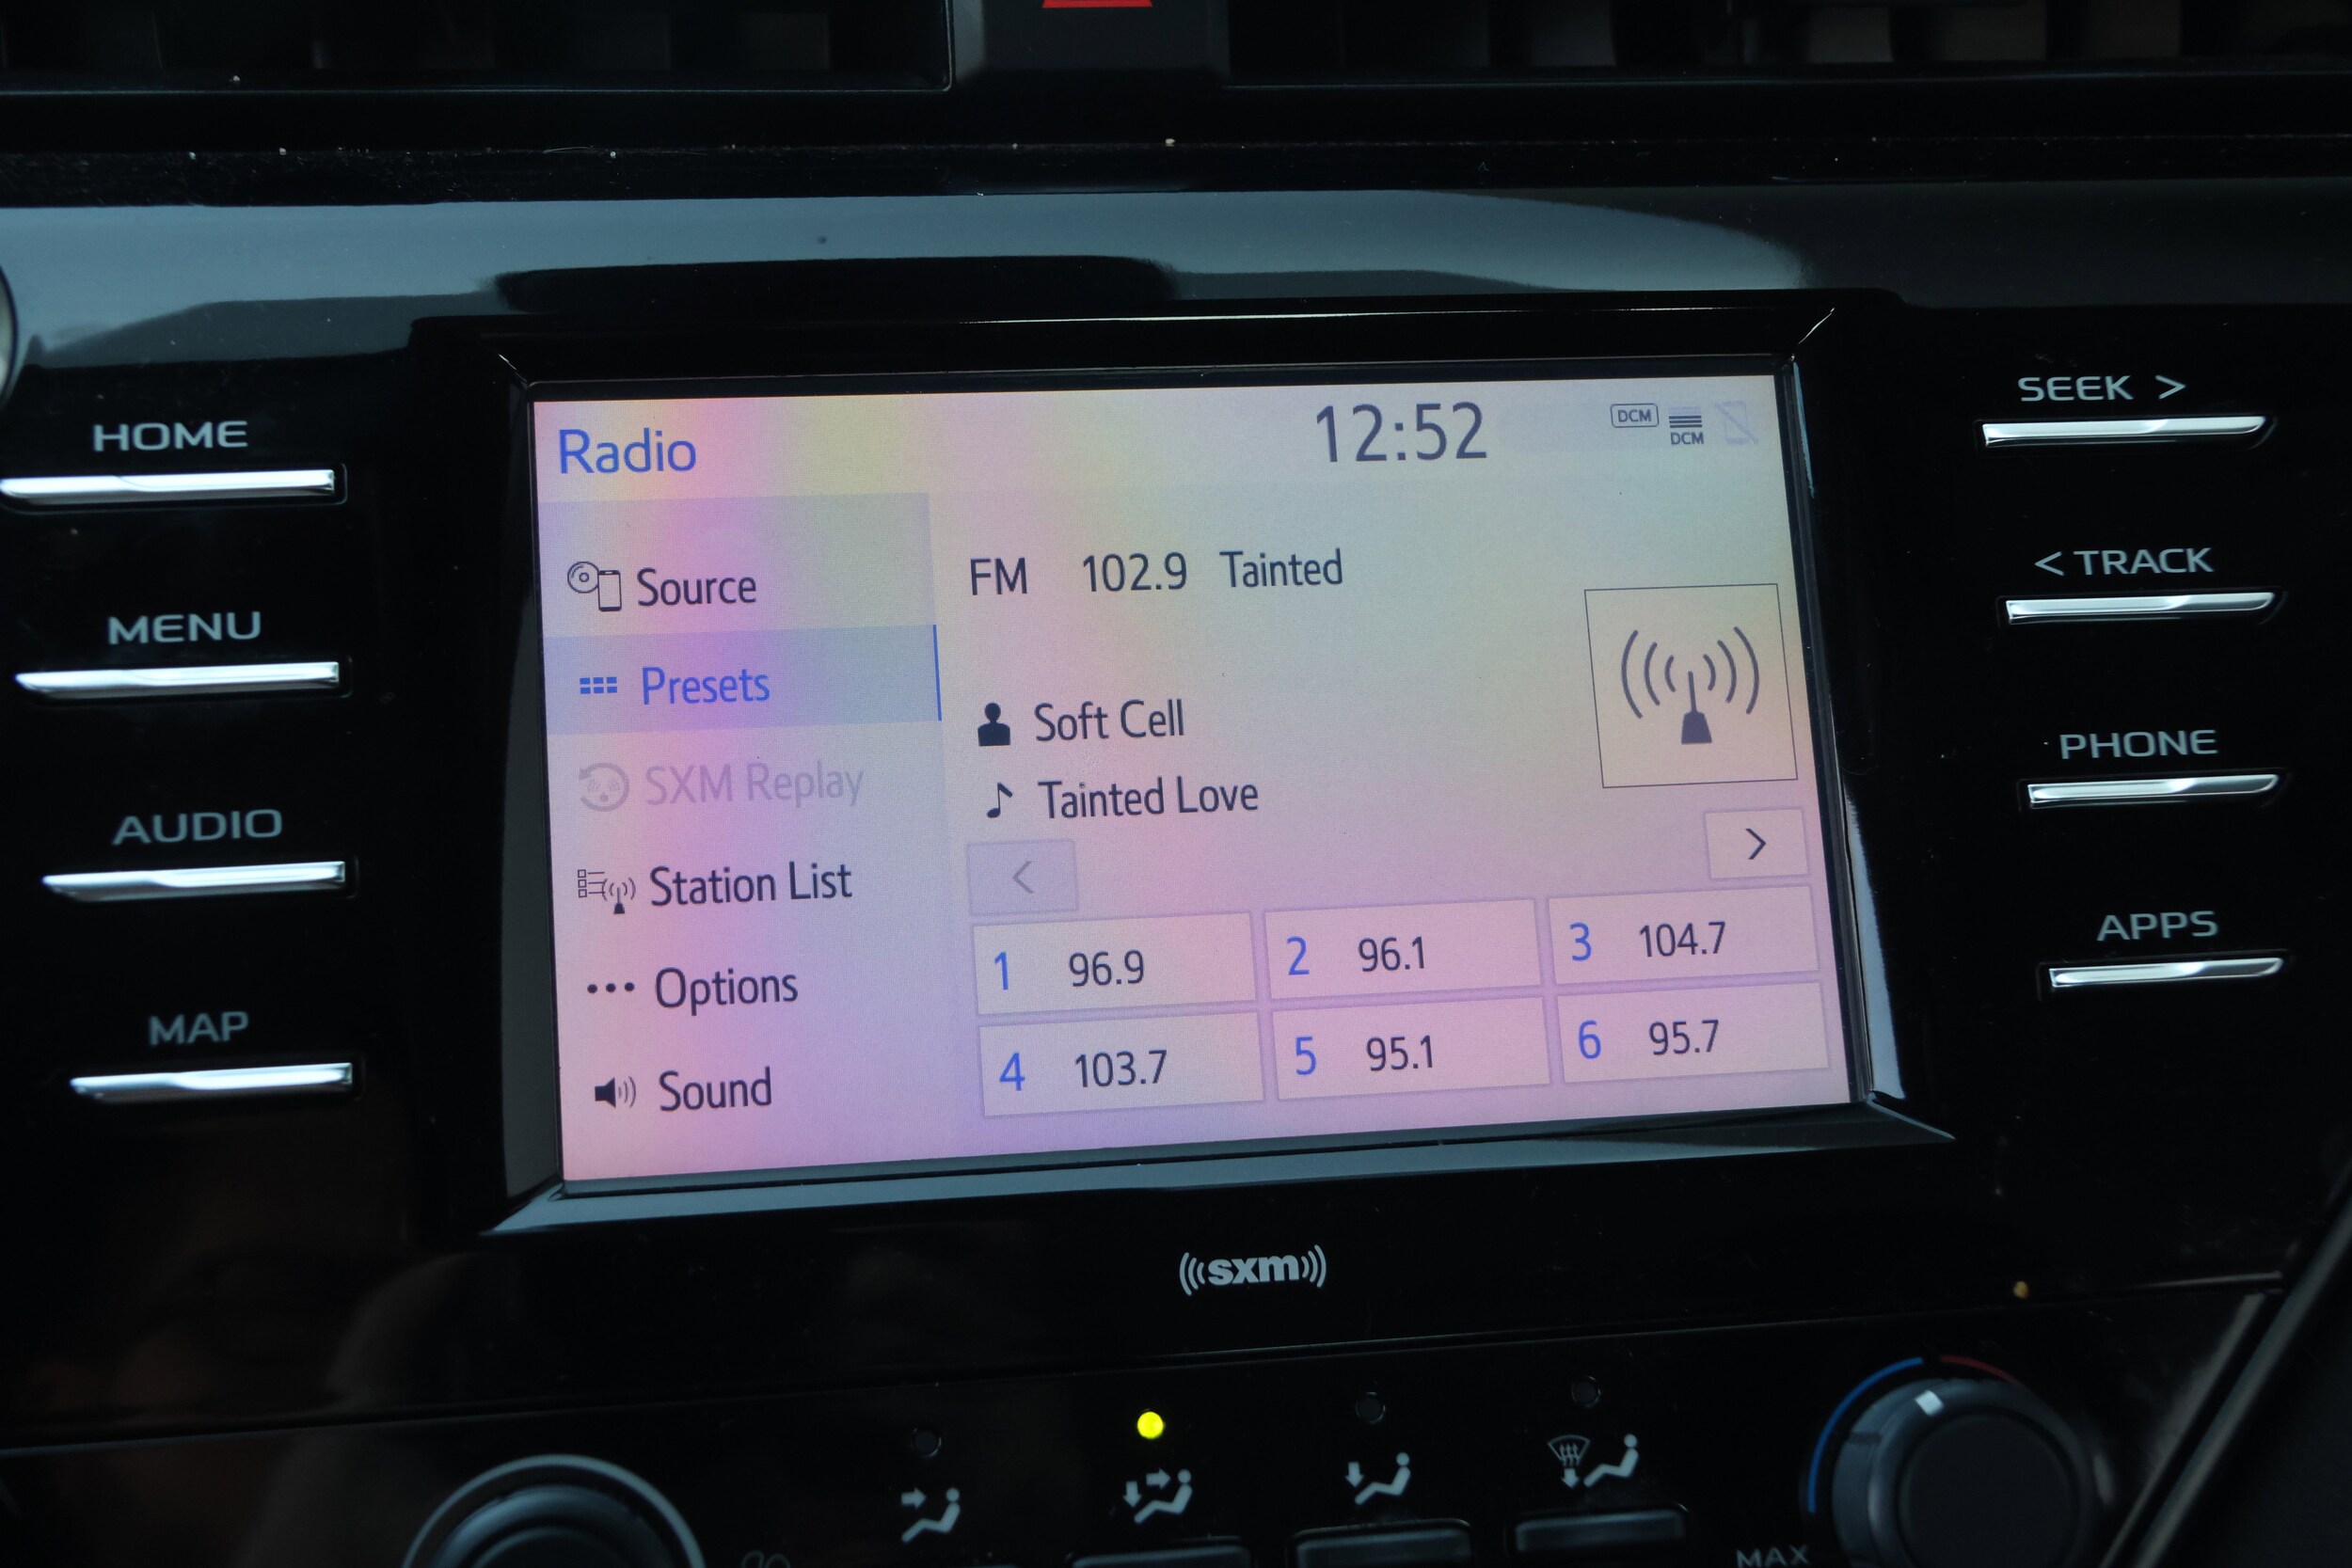 HOME
MENU
AUDIO
MAP
Radio
12:52
DCM
DCM
Source
Presets
SXM Replay
Station List
Options
Sound
FM 102.9 Tainted
Soft Cell
Tainted Love
<
>
1 96.9
2 96.1
3 104.7
4 103.7
5 95.1
6 95.7
SEEK >
< TRACK
PHONE
APPS
sxm
MAX